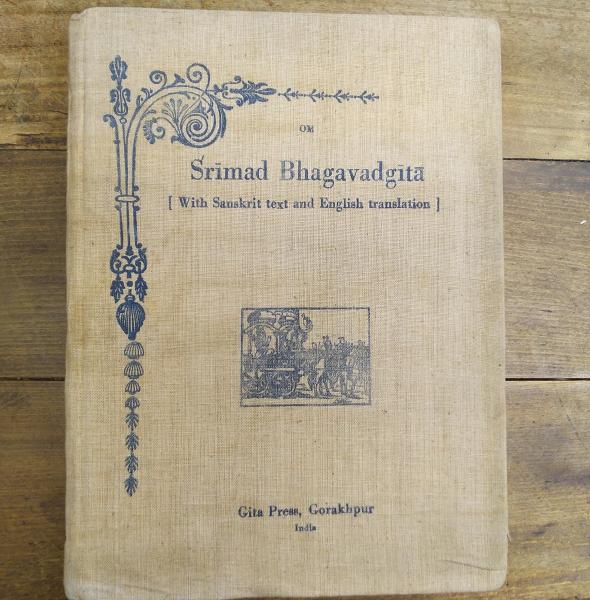 OM
Śrīmad Bhagavadgītā
[ With Sanskrit text and English translation ]
Gita Press, Gorakhpur
India